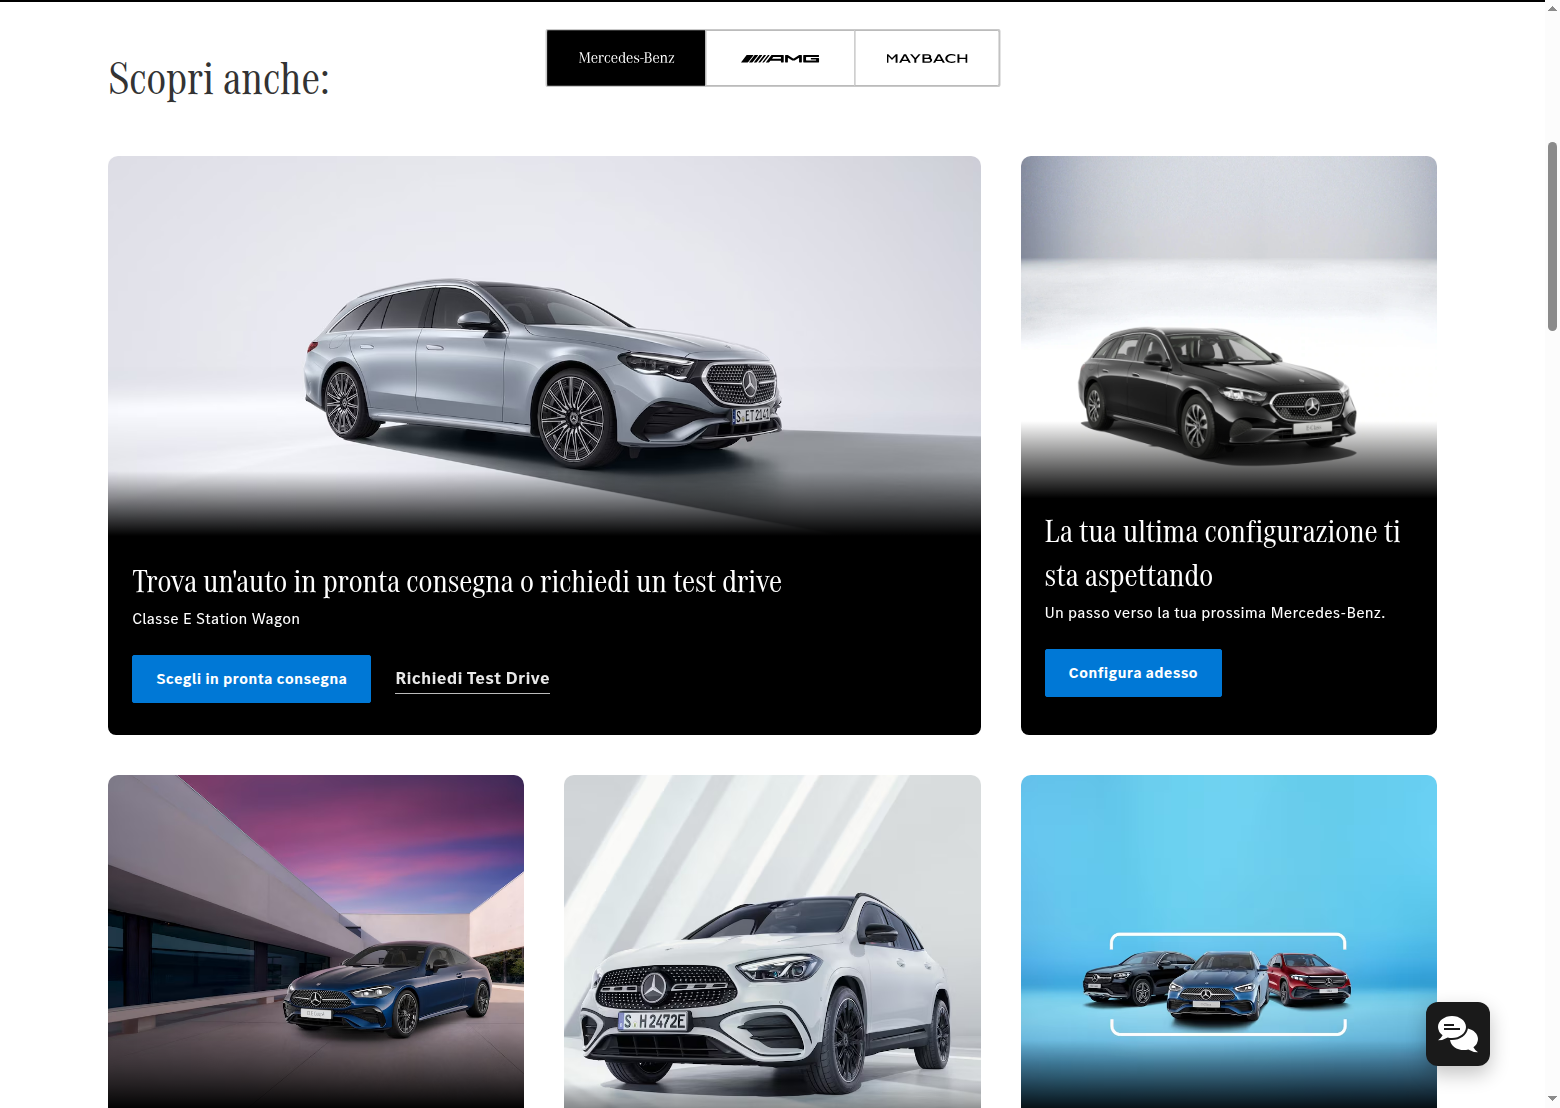 Scopri anche:
Mercedes-Benz
AMG
MAYBACH
S ET2141
Trova un'auto in pronta consegna o richiedi un test drive
Classe E Station Wagon
Scegli in pronta consegna
Richiedi Test Drive
La tua ultima configurazione ti
sta aspettando
Un passo verso la tua prossima Mercedes-Benz.
Configura adesso
S H 2472E